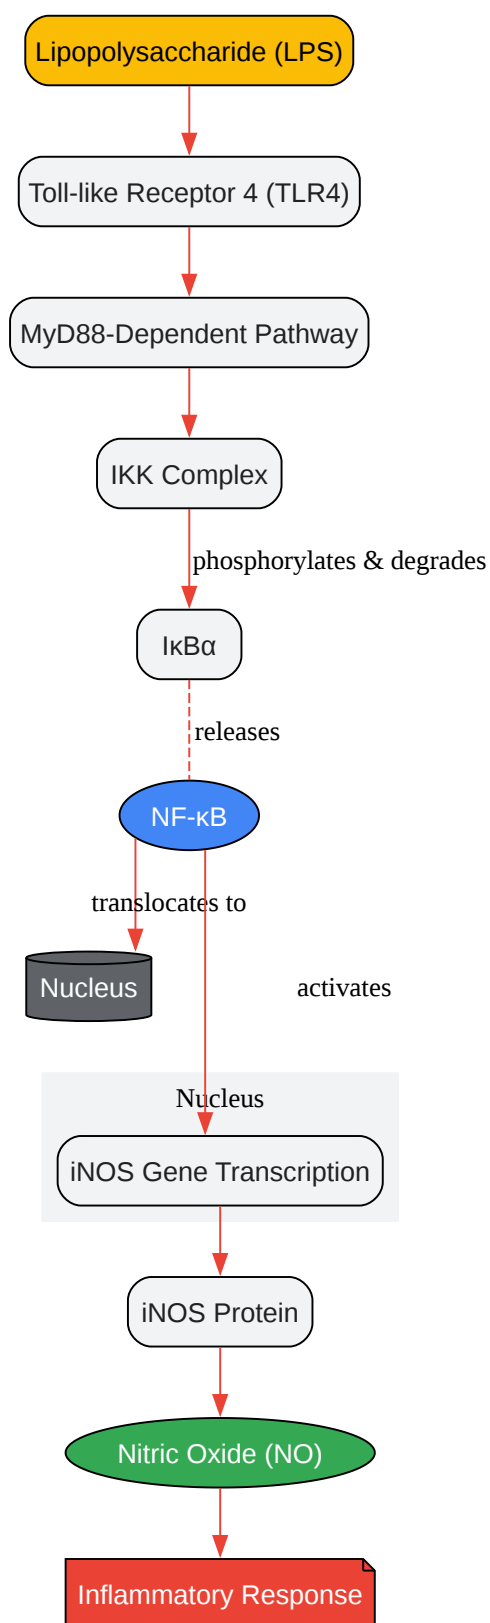 Lipopolysaccharide (LPS)
Toll-like Receptor 4 (TLR4)
MyD88-Dependent Pathway
IKK Complex
phosphorylates & degrades
IκBα
releases
NF-κB
translocates to
Nucleus
activates
Nucleus
iNOS Gene Transcription
iNOS Protein
Nitric Oxide (NO)
Inflammatory Response